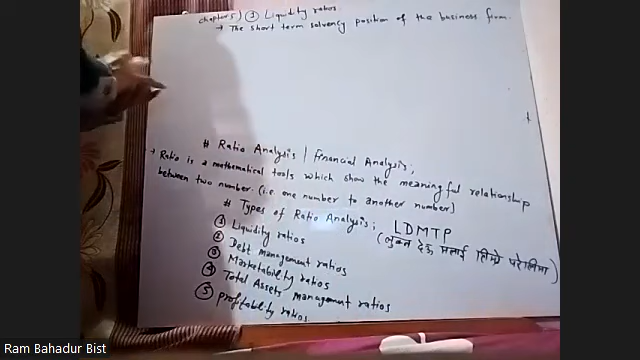 chapter 5) ① Liquidity ratios
→ The short term solvency position of the business firm.
# Ratio Analysis | Financial Analysis;
→ Ratio is a mathematical tools which show the meaningful relationship
between two number. (i.e. one number to another number)
# Types of Ratio Analysis; LDMTP
① Liquidity ratios
② Debt management ratios
③ Marketability ratios
④ Total Assets management ratios
⑤ profitability ratios.
देऊ मलाई
Ram Bahadur Bist